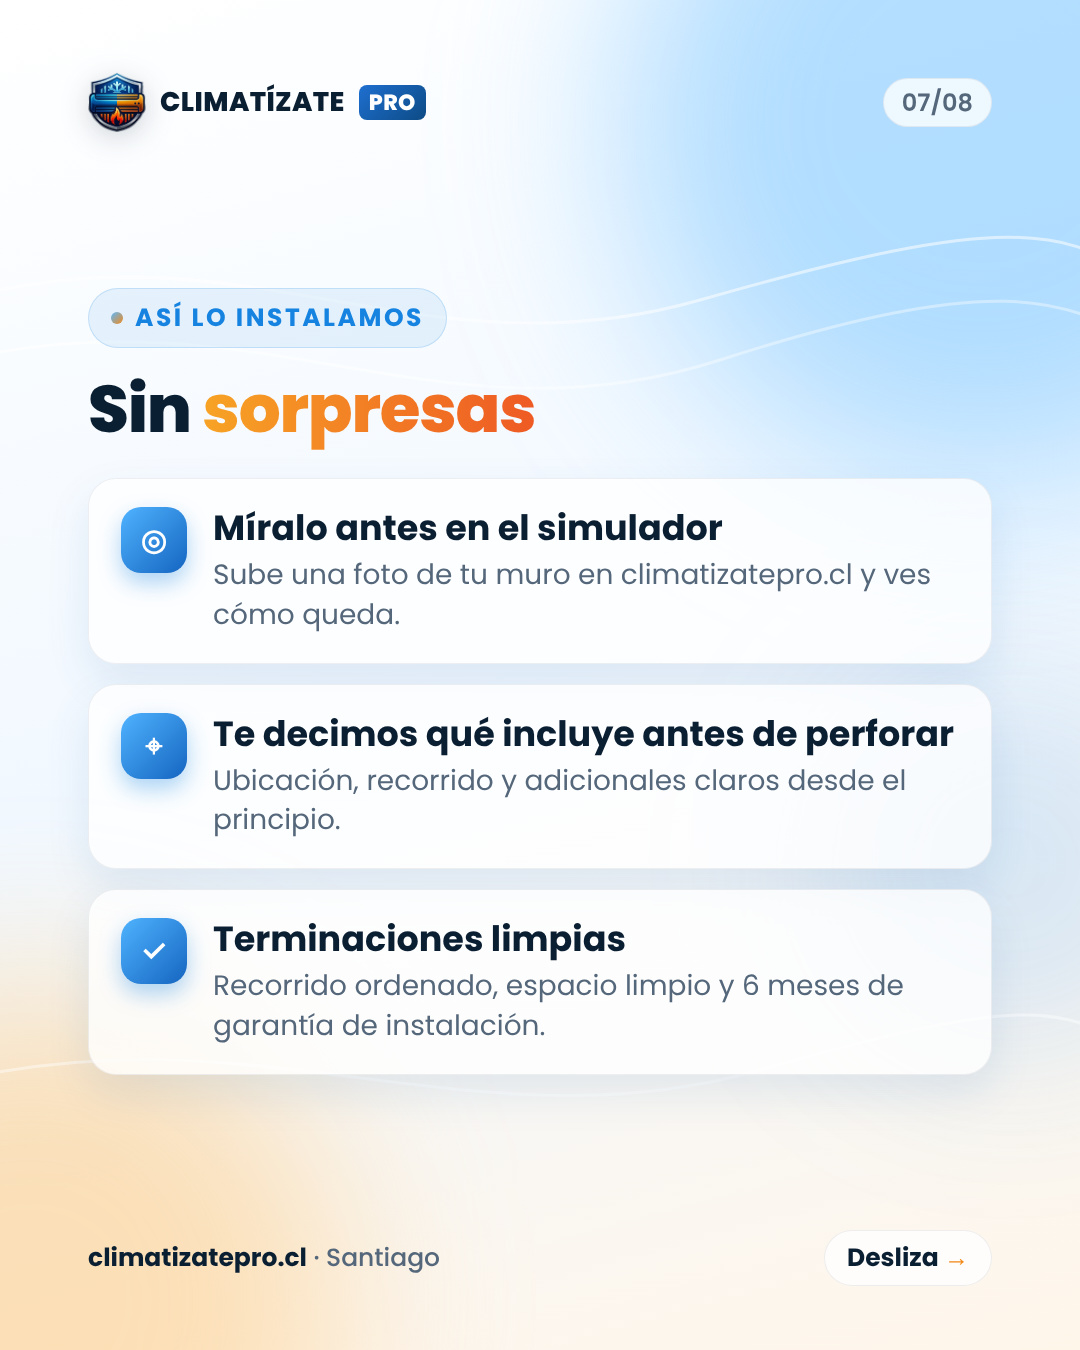 CLIMATÍZATE PRO
07/08
ASÍ LO INSTALAMOS
Sin sorpresas
Míralo antes en el simulador
Sube una foto de tu muro en climatizatepro.cl y ves
cómo queda.
Te decimos qué incluye antes de perforar
Ubicación, recorrido y adicionales claros desde el
principio.
Terminaciones limpias
Recorrido ordenado, espacio limpio y 6 meses de
garantía de instalación.
climatizatepro.cl · Santiago
Desliza →